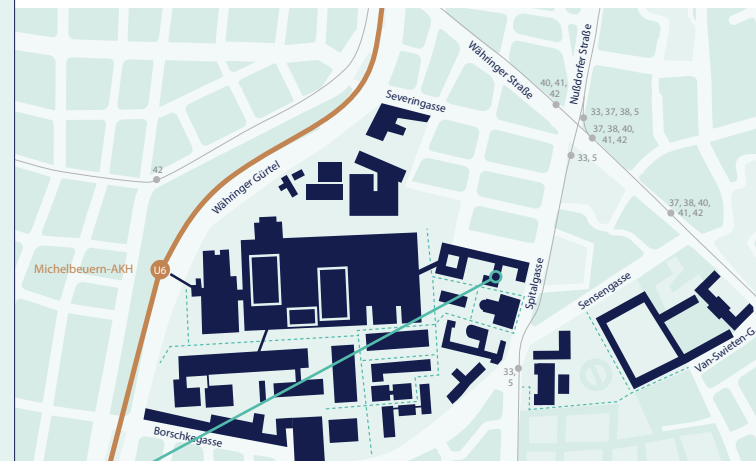 Währinger Straße
Nußdorfer Straße
40, 41,
42
Severingasse
33, 37, 38, 5
37, 38, 40,
41, 42
33, 5
42
Währinger Gürtel
37, 38, 40,
41, 42
Michelbeuern-AKH
U6
Spitalgasse
Sensengasse
Van-Swieten-G
33,
5
Borschkegasse